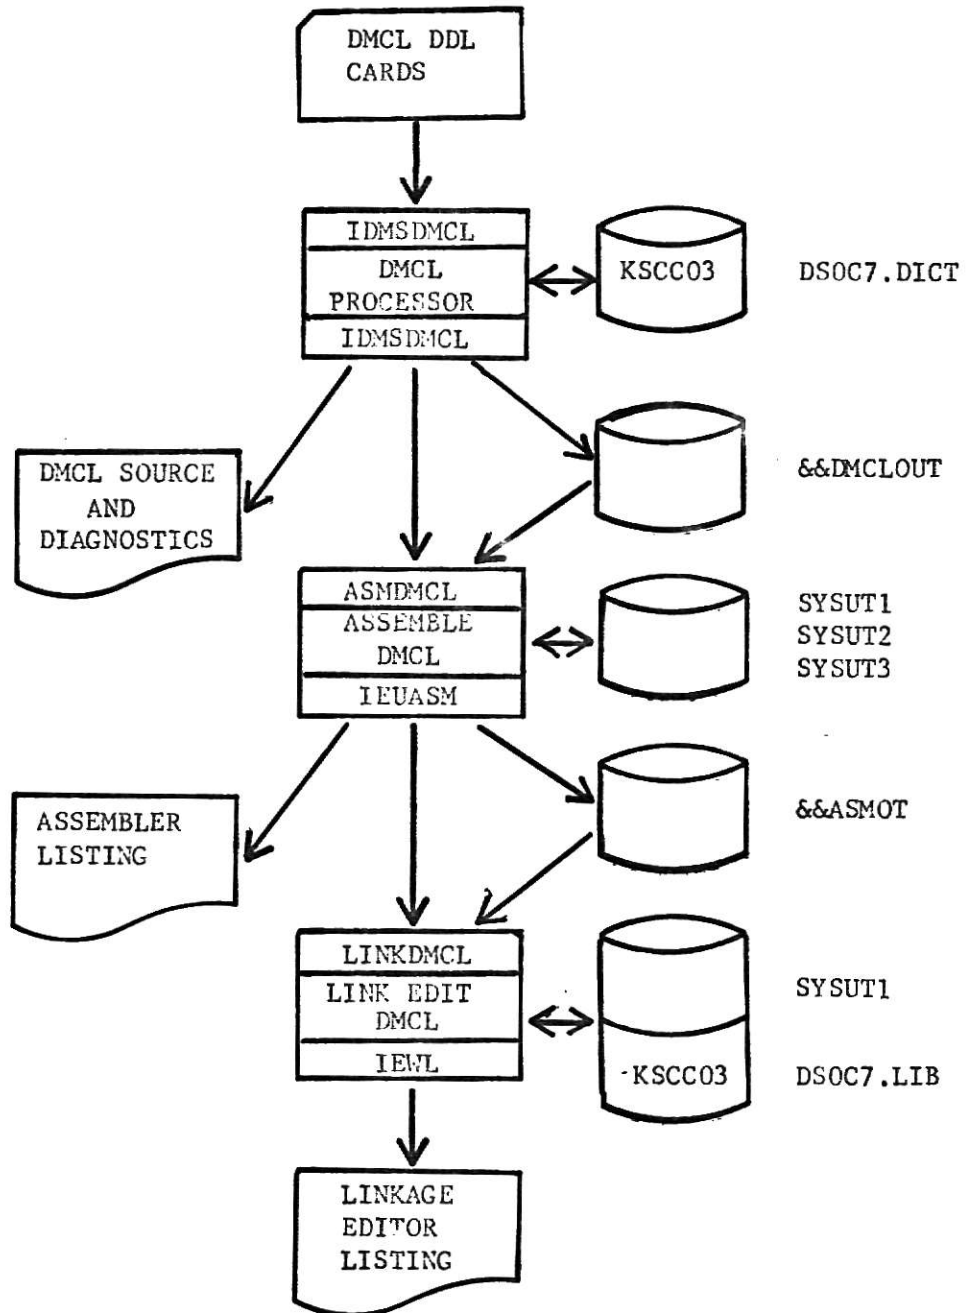 DMCL DDL
CARDS
IDMSDMCL
DMCL
PROCESSOR
IDMSDMCL
KSCC03
DSOC7.DICT
DMCL SOURCE
AND
DIAGNOSTICS
&&DMCLOUT
ASMDMCL
ASSEMBLE
DMCL
IEUASM
SYSUT1
SYSUT2
SYSUT3
ASSEMBLER
LISTING
&&ASMOT
LINKDMCL
LINK EDIT
DMCL
IEWL
SYSUT1
KSCC03
DSOC7.LIB
LINKAGE
EDITOR
LISTING